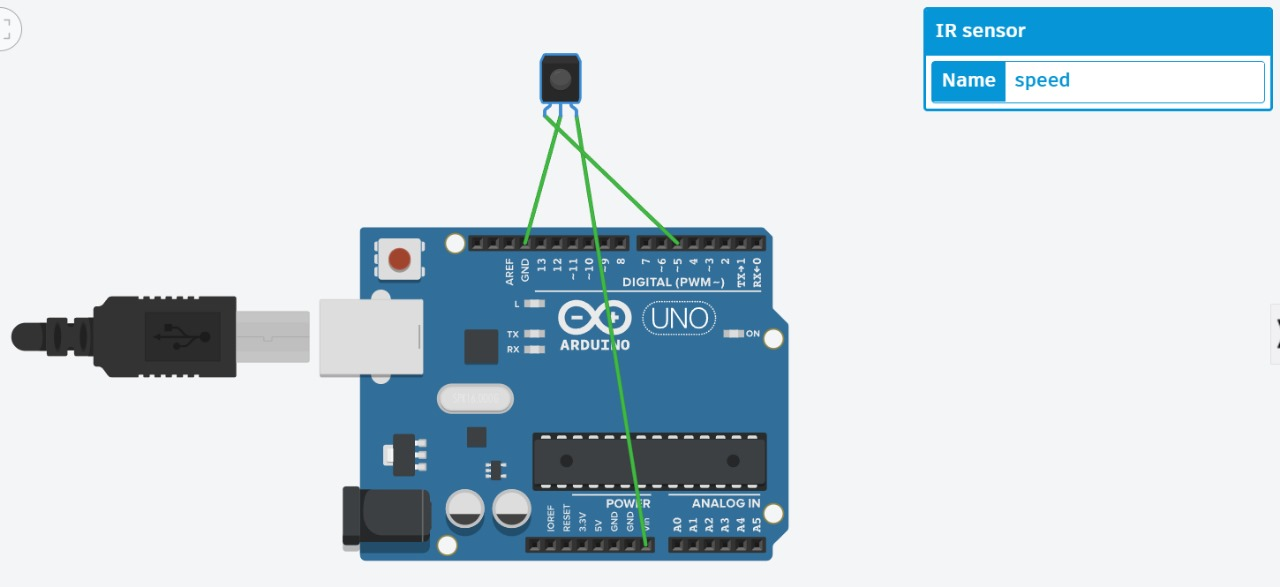 IR sensor
Name speed
AREF
GND
13
12
~11
~10
~9
8
7
~6
~5
4
~3
2
TX→1
RX←0
DIGITAL (PWM~)
L
TX
RX
ARDUINO
UNO
ON
POWER
ANALOG IN
IOREF
RESET
3.3V
5V
GND
GND
Vin
A0
A1
A2
A3
A4
A5